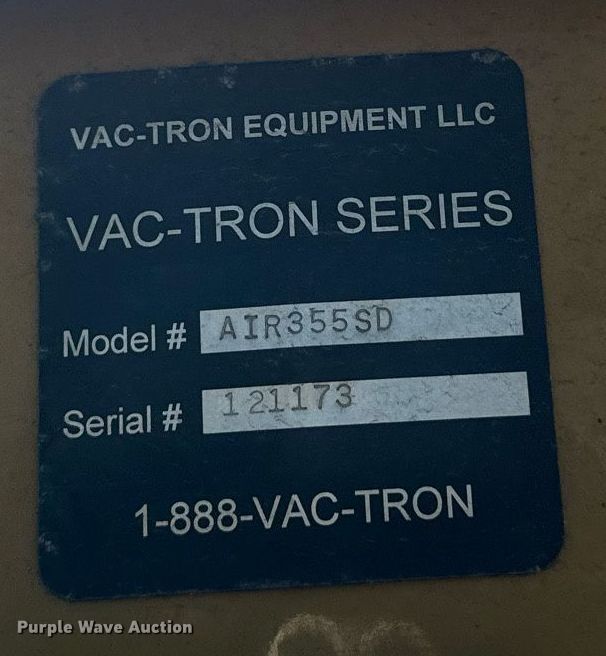 VAC-TRON EQUIPMENT LLC
VAC-TRON SERIES
Model # AIR355SD
Serial # 121173
1-888-VAC-TRON
Purple Wave Auction